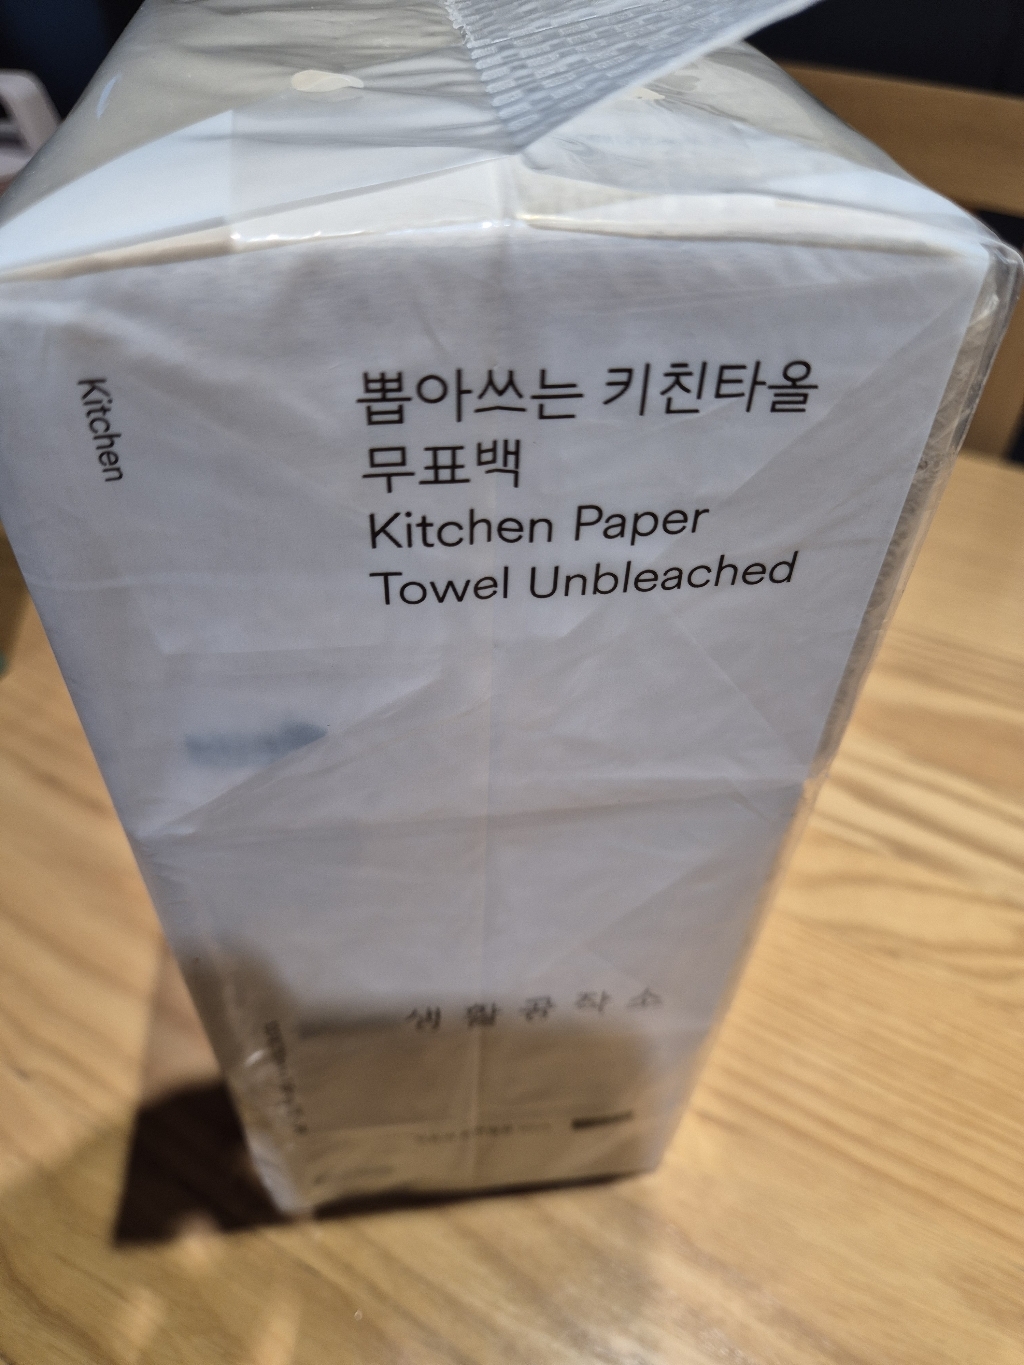 Kitchen
뽑아쓰는 키친타올
무표백
Kitchen Paper
Towel Unbleached
생활공작소